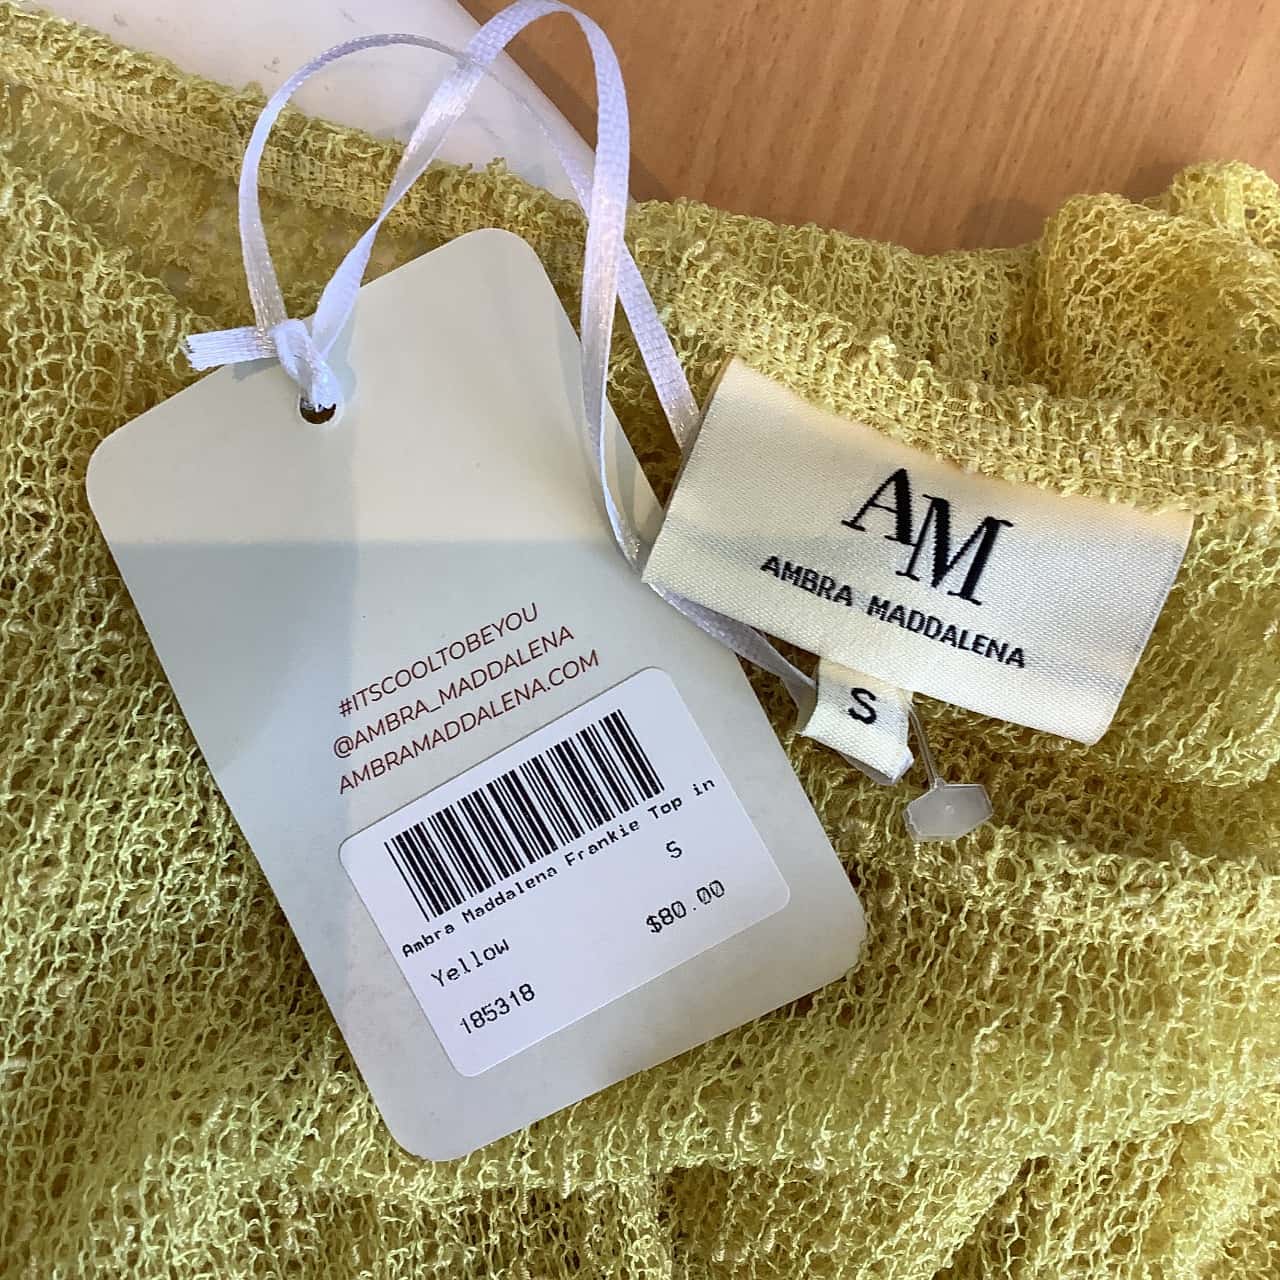 #ITSCOOLTOBEYOU
@AMBRA_MADDALENA
AMBRAMADDALENA.COM
Ambra Maddalena Frankie Top in
Yellow
S
185318
$80.00
AM
AMBRA MADDALENA
S